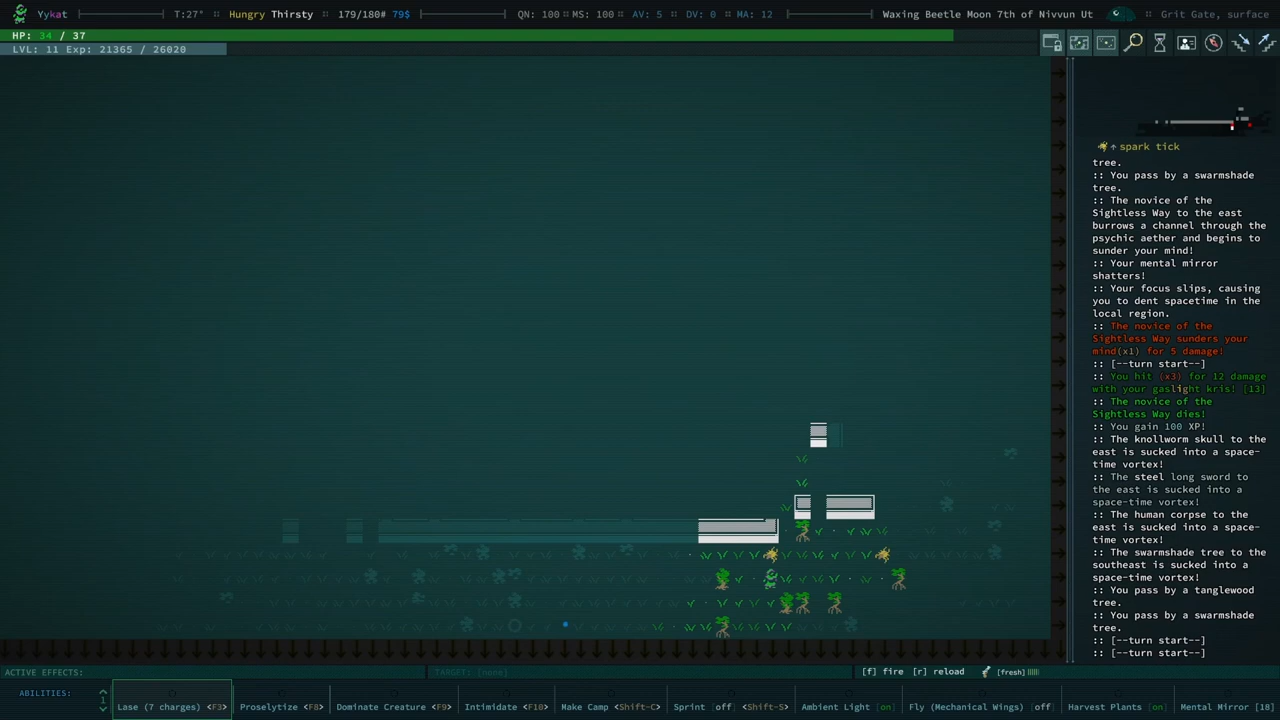 Yykat T:27° Hungry Thirsty 179/180# 79$ QN: 100 MS: 100 AV: 5 DV: 0 MA: 12 Waxing Beetle Moon 7th of Nivvun Ut Grit Gate, surface
HP: 34 / 37
LVL: 11 Exp: 21365 / 26020
↑ spark tick
tree.
:: You pass by a swarmshade
tree.
:: The novice of the
Sightless Way to the east
burrows a channel through the
psychic aether and begins to
sunder your mind!
:: Your mental mirror
shatters!
:: Your focus slips, causing
you to dent spacetime in the
local region.
:: The novice of the
Sightless Way sunders your
mind(x1) for 5 damage!
:: [--turn start--]
:: You hit (x3) for 12 damage
with your gaslight kris! [13]
:: The novice of the
Sightless Way dies!
:: You gain 100 XP!
:: The knollworm skull to the
east is sucked into a space-
time vortex!
:: The steel long sword to
the east is sucked into a
space-time vortex!
:: The human corpse to the
east is sucked into a space-
time vortex!
:: The swarmshade tree to the
southeast is sucked into a
space-time vortex!
:: You pass by a tanglewood
tree.
:: You pass by a swarmshade
tree.
:: [--turn start--]
:: [--turn start--]
ACTIVE EFFECTS: TARGET: [none] [f] fire [r] reload [fresh]
ABILITIES: 1 Lase (7 charges) <F3> Proselytize <F8> Dominate Creature <F9> Intimidate <F10> Make Camp <Shift-C> Sprint [off] <Shift-S> Ambient Light [on] Fly (Mechanical Wings) [off] Harvest Plants [on] Mental Mirror [18]